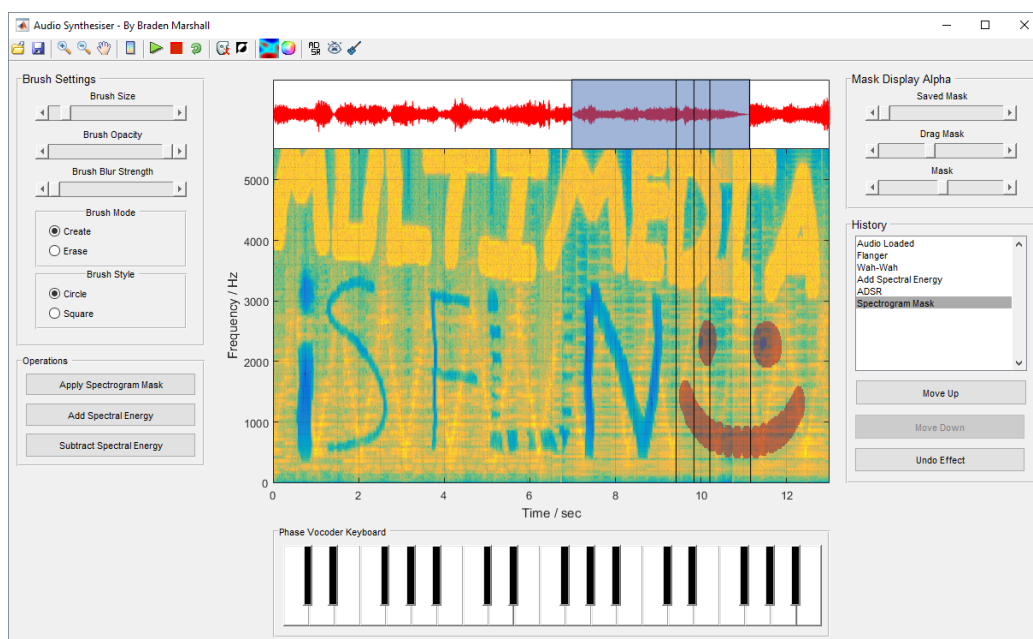 Audio Synthesiser - By Braden Marshall
AD
SR
Brush Settings
Brush Size
Brush Opacity
Brush Blur Strength
Brush Mode
Create
Erase
Brush Style
Circle
Square
Operations
Apply Spectrogram Mask
Add Spectral Energy
Subtract Spectral Energy
MULTIMEDIA
iS FUN
Frequency / Hz
5000
4000
3000
2000
1000
0
0 2 4 6 8 10 12
Time / sec
Phase Vocoder Keyboard
Mask Display Alpha
Saved Mask
Drag Mask
Mask
History
Audio Loaded
Flanger
Wah-Wah
Add Spectral Energy
ADSR
Spectrogram Mask
Move Up
Move Down
Undo Effect